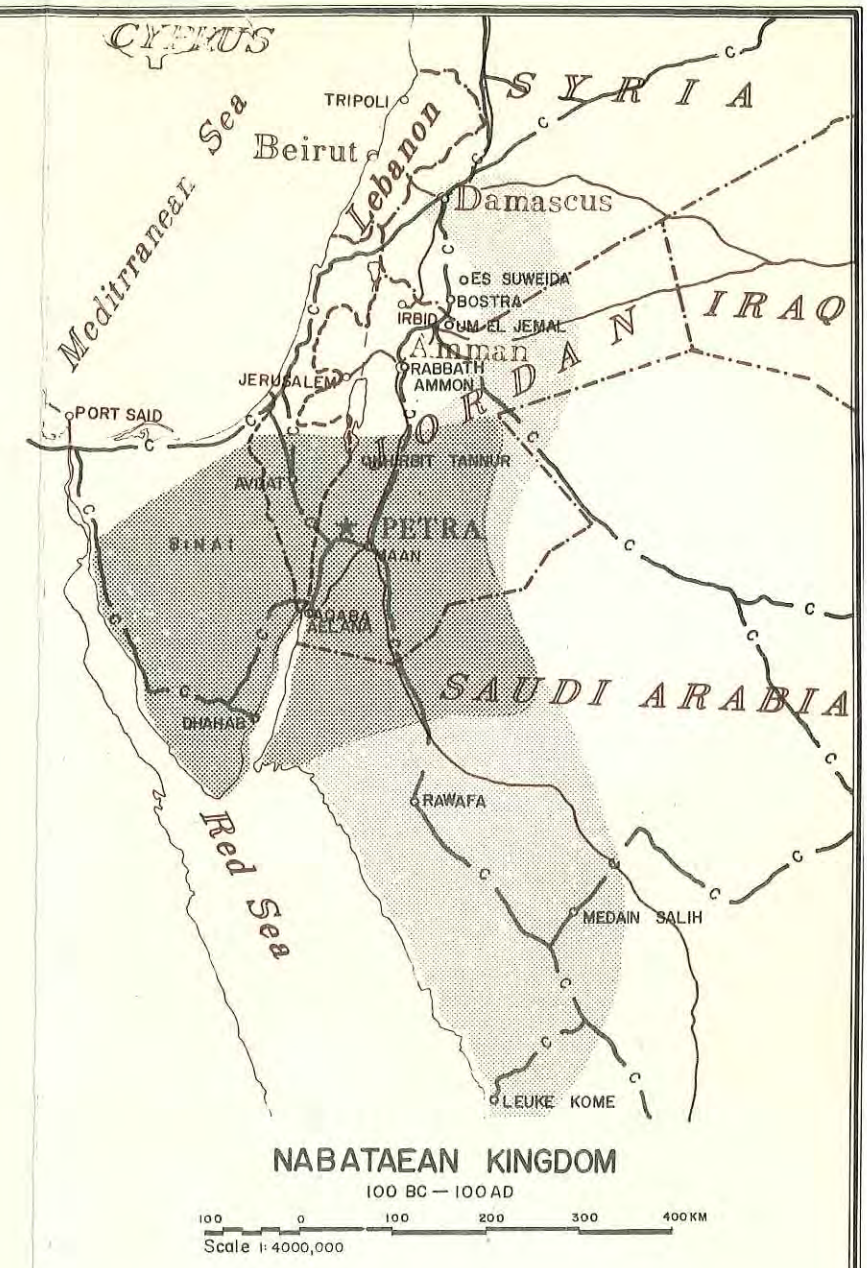 CYPRUS
Meditrranean Sea
TRIPOLI
SYRIA
Beirut
Lebanon
Damascus
ES SUWEIDA
BOSTRA
IRBID
UM EL JEMAL
IRAQ
Amman
JORDAN
JERUSALEM
RABBATH
AMMON
PORT SAID
KHIRBIT TANNUR
AVDAT
SINAI
PETRA
MAAN
AQABA
AELANA
SAUDI ARABIA
DHAHAB
RAWAFA
Red Sea
MEDAIN SALIH
LEUKE KOME
NABATAEAN KINGDOM
100 BC — 100 AD
100 0 100 200 300 400 KM
Scale 1:4000,000